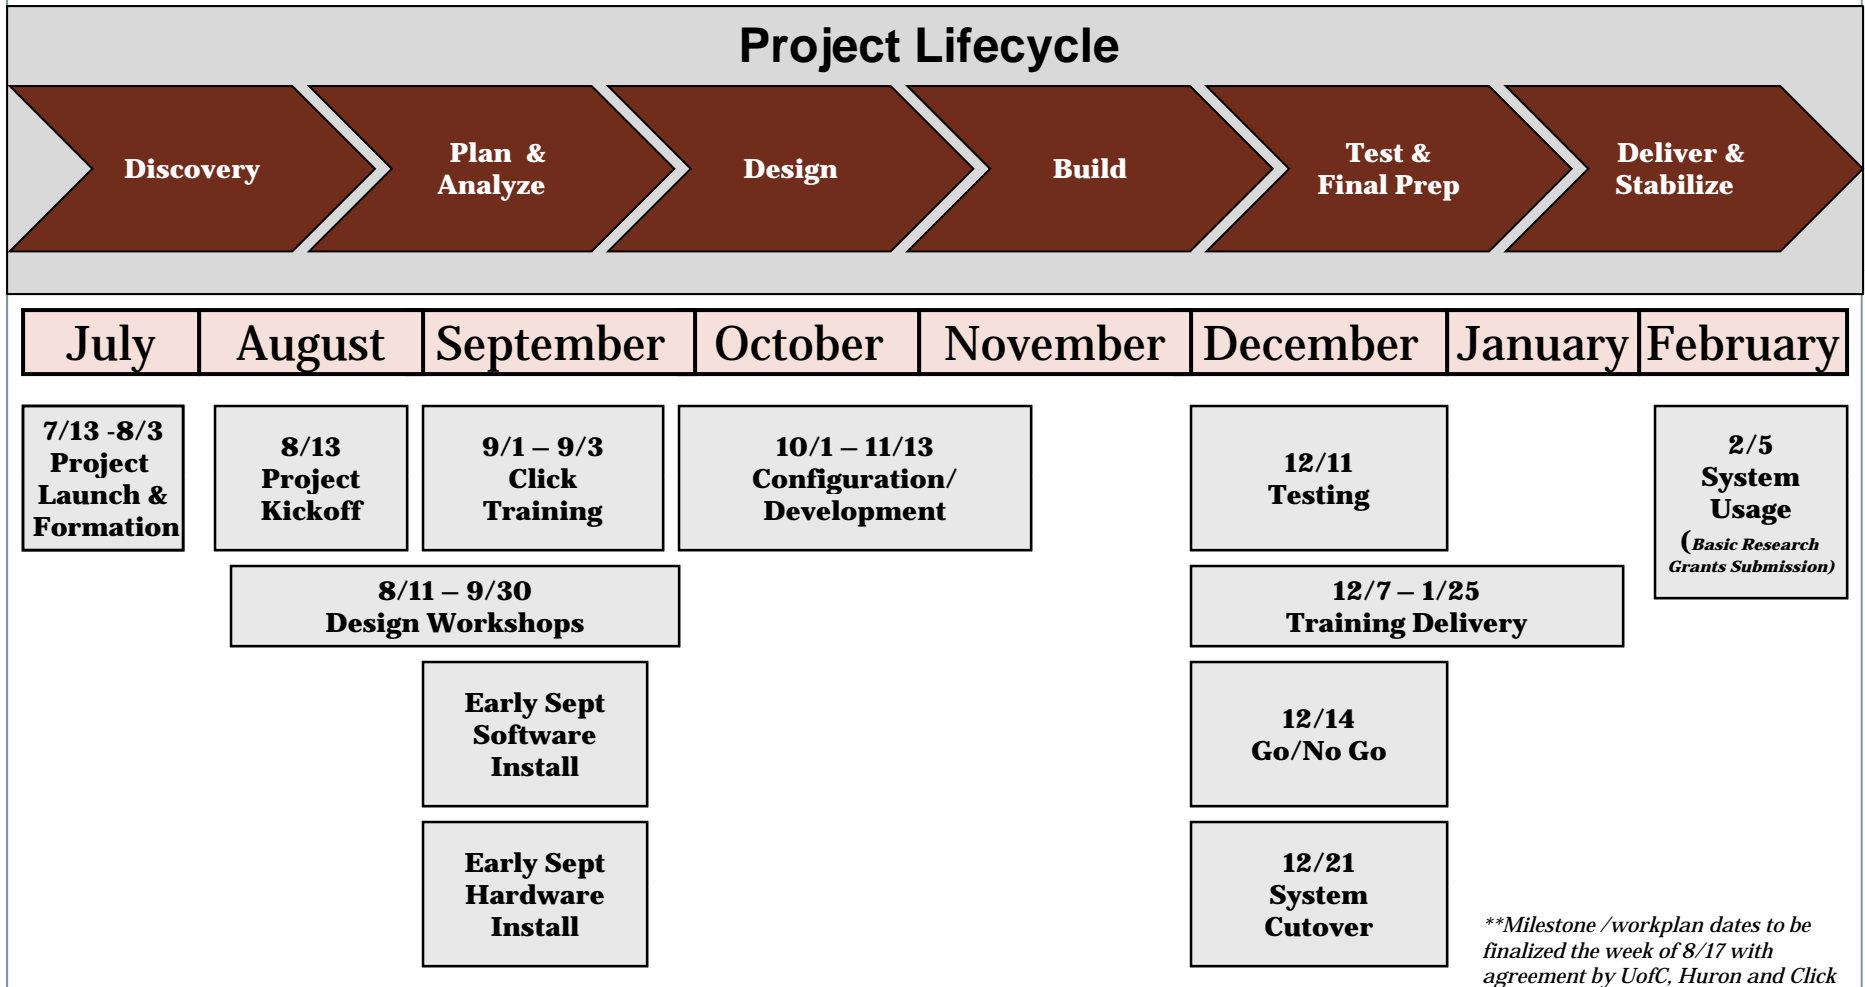 Project Lifecycle
Discovery
Plan &
Analyze
Design
Build
Test &
Final Prep
Deliver &
Stabilize
July
August
September
October
November
December
January
February
7/13 -8/3
Project
Launch &
Formation
8/13
Project
Kickoff
9/1 – 9/3
Click
Training
10/1 – 11/13
Configuration/
Development
12/11
Testing
2/5
System
Usage
(Basic Research
Grants Submission)
8/11 – 9/30
Design Workshops
12/7 – 1/25
Training Delivery
Early Sept
Software
Install
12/14
Go/No Go
Early Sept
Hardware
Install
12/21
System
Cutover
**Milestone /workplan dates to be
finalized the week of 8/17 with
agreement by UofC, Huron and Click